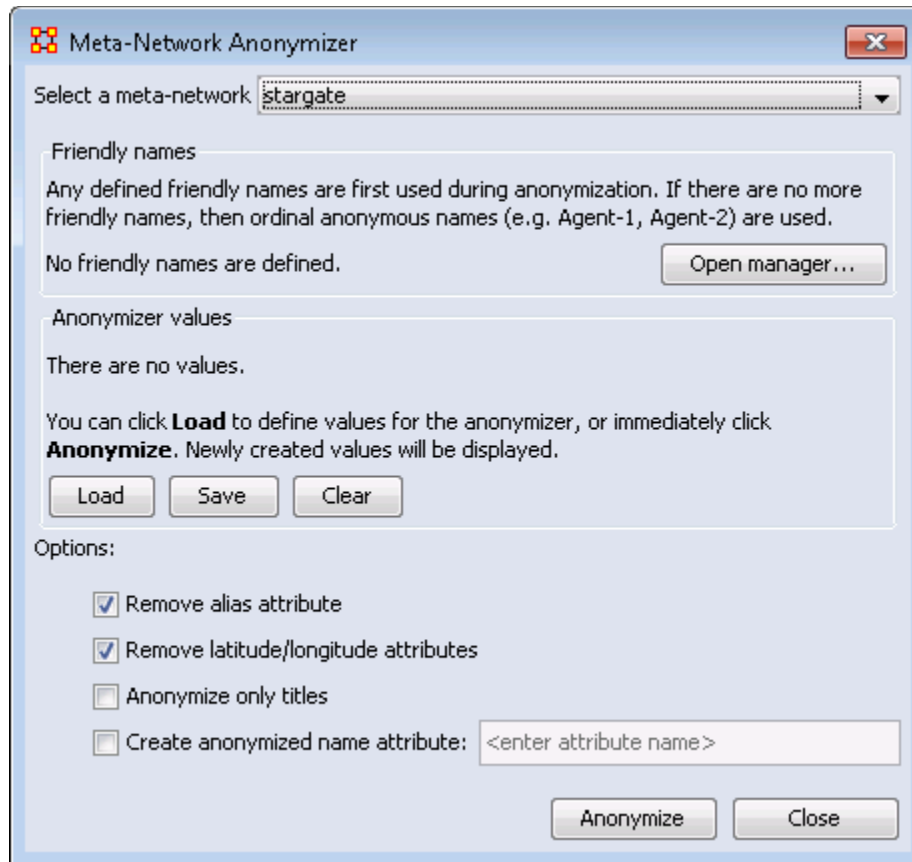 Meta-Network Anonymizer
Select a meta-network stargate
Friendly names
Any defined friendly names are first used during anonymization. If there are no more
friendly names, then ordinal anonymous names (e.g. Agent-1, Agent-2) are used.
No friendly names are defined. Open manager...
Anonymizer values
There are no values.
You can click Load to define values for the anonymizer, or immediately click
Anonymize. Newly created values will be displayed.
Load Save Clear
Options:
Remove alias attribute
Remove latitude/longitude attributes
Anonymize only titles
Create anonymized name attribute: <enter attribute name>
Anonymize Close